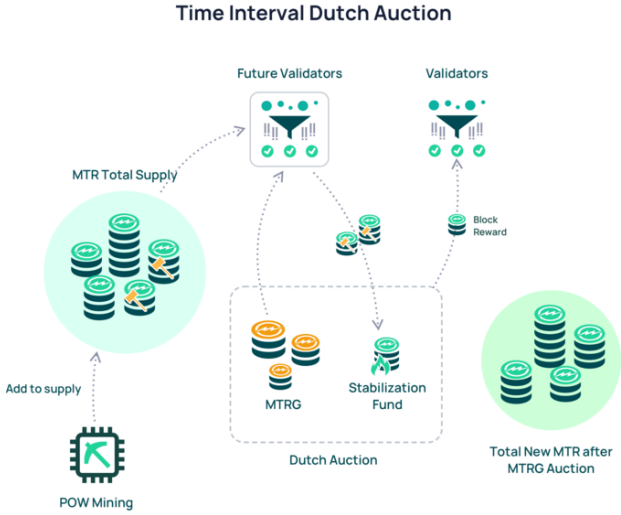 Time Interval Dutch Auction
Future Validators
Validators
MTR Total Supply
Block
Reward
Add to supply
MTRG
Stabilization
Fund
Dutch Auction
POW Mining
Total New MTR after
MTRG Auction